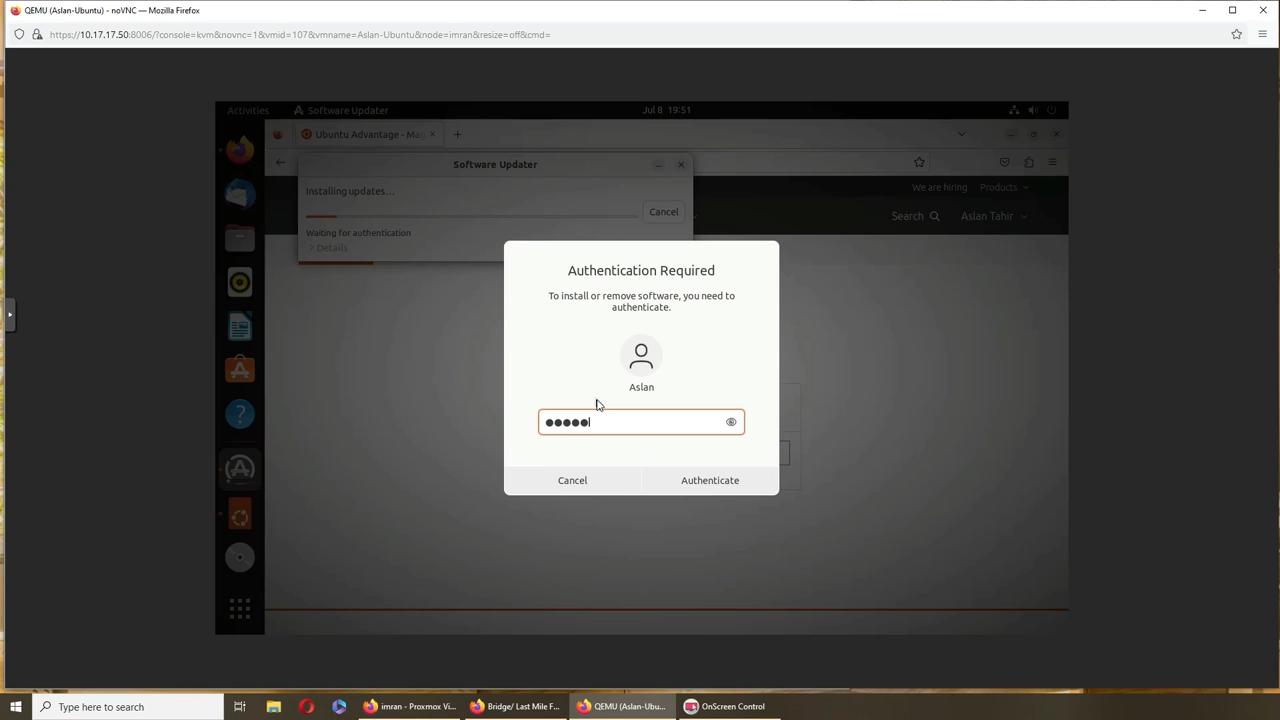 QEMU (Aslan-Ubuntu) - noVNC — Mozilla Firefox
https://10.17.17.50:8006/?console=kvm&novnc=1&vmid=107&vmname=Aslan-Ubuntu&node=imran&resize=off&cmd=
Activities Software Updater Jul 8 19:51
Ubuntu Advantage - Mag
Software Updater
Installing updates...
Cancel
Waiting for authentication
Details
We are hiring Products
Search Aslan Tahir
Authentication Required
To install or remove software, you need to
authenticate.
Aslan
●●●●●
Cancel Authenticate
Type here to search
imran - Proxmox Vi...
Bridge/ Last Mile F...
QEMU (Aslan-Ubu...
OnScreen Control